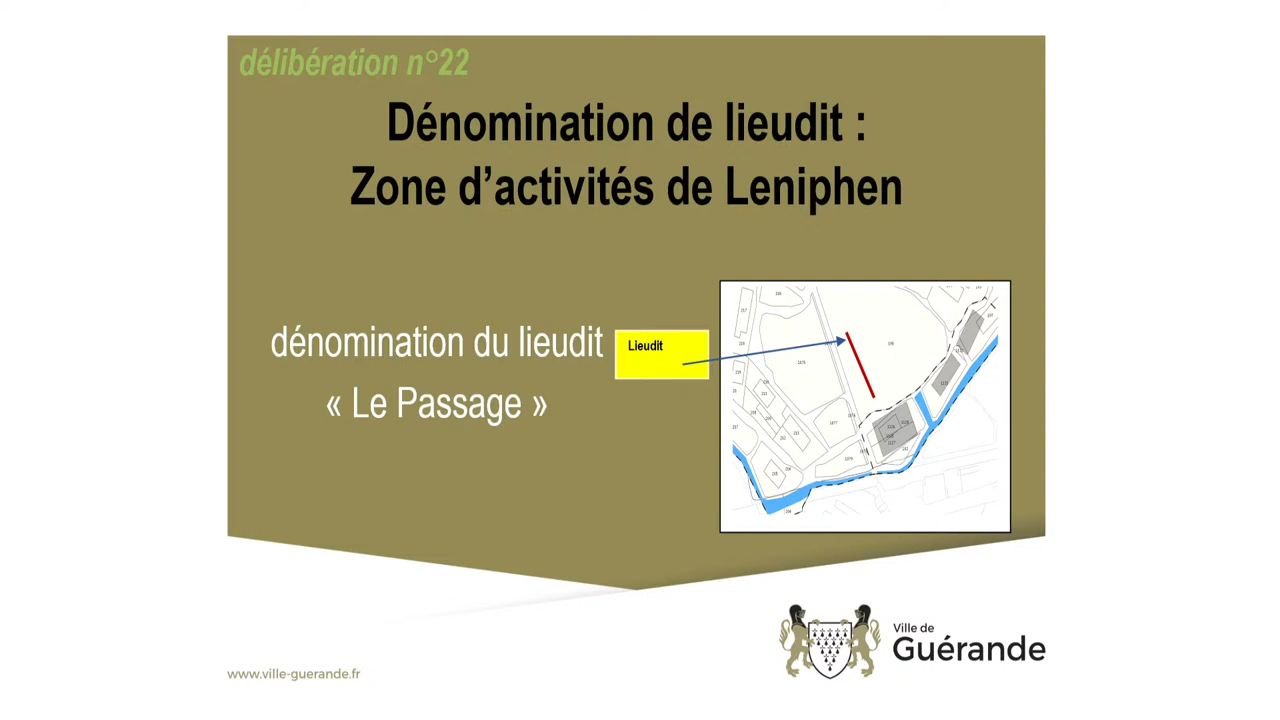 délibération n°22
Dénomination de lieudit :
Zone d’activités de Leniphen
dénomination du lieudit
« Le Passage »
Lieudit
Ville de
Guérande
www.ville-guerande.fr